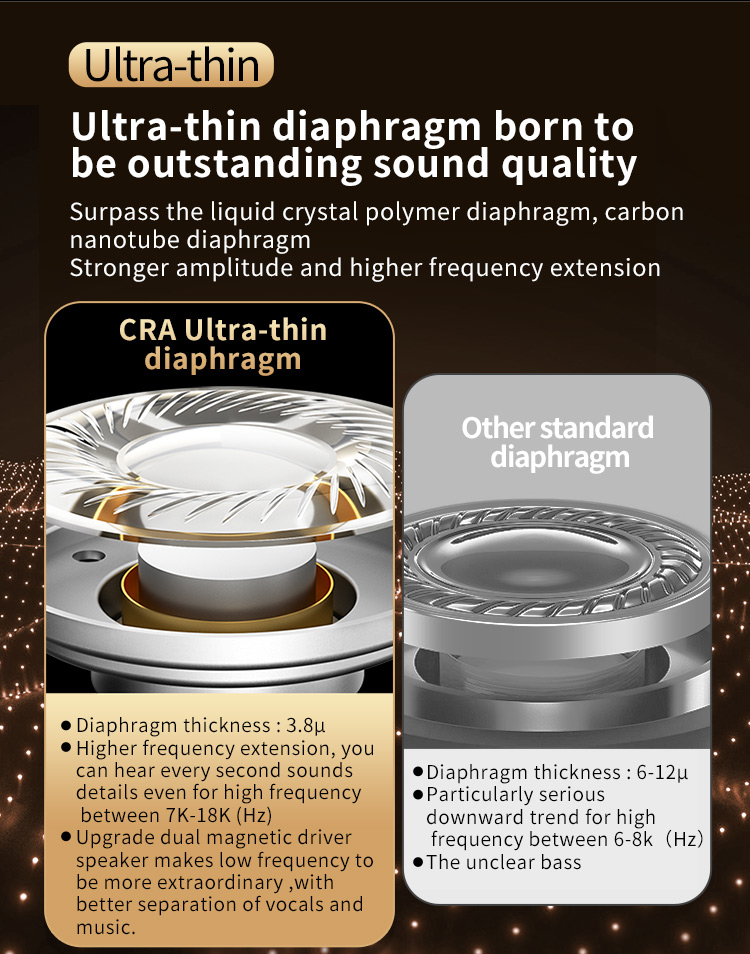 Ultra-thin
Ultra-thin diaphragm born to
be outstanding sound quality
Surpass the liquid crystal polymer diaphragm, carbon
nanotube diaphragm
Stronger amplitude and higher frequency extension
CRA Ultra-thin
diaphragm
● Diaphragm thickness : 3.8μ
● Higher frequency extension, you
can hear every second sounds
details even for high frequency
between 7K-18K (Hz)
● Upgrade dual magnetic driver
speaker makes low frequency to
be more extraordinary ,with
better separation of vocals and
music.
Other standard
diaphragm
● Diaphragm thickness : 6-12μ
● Particularly serious
downward trend for high
frequency between 6-8k（Hz）
● The unclear bass